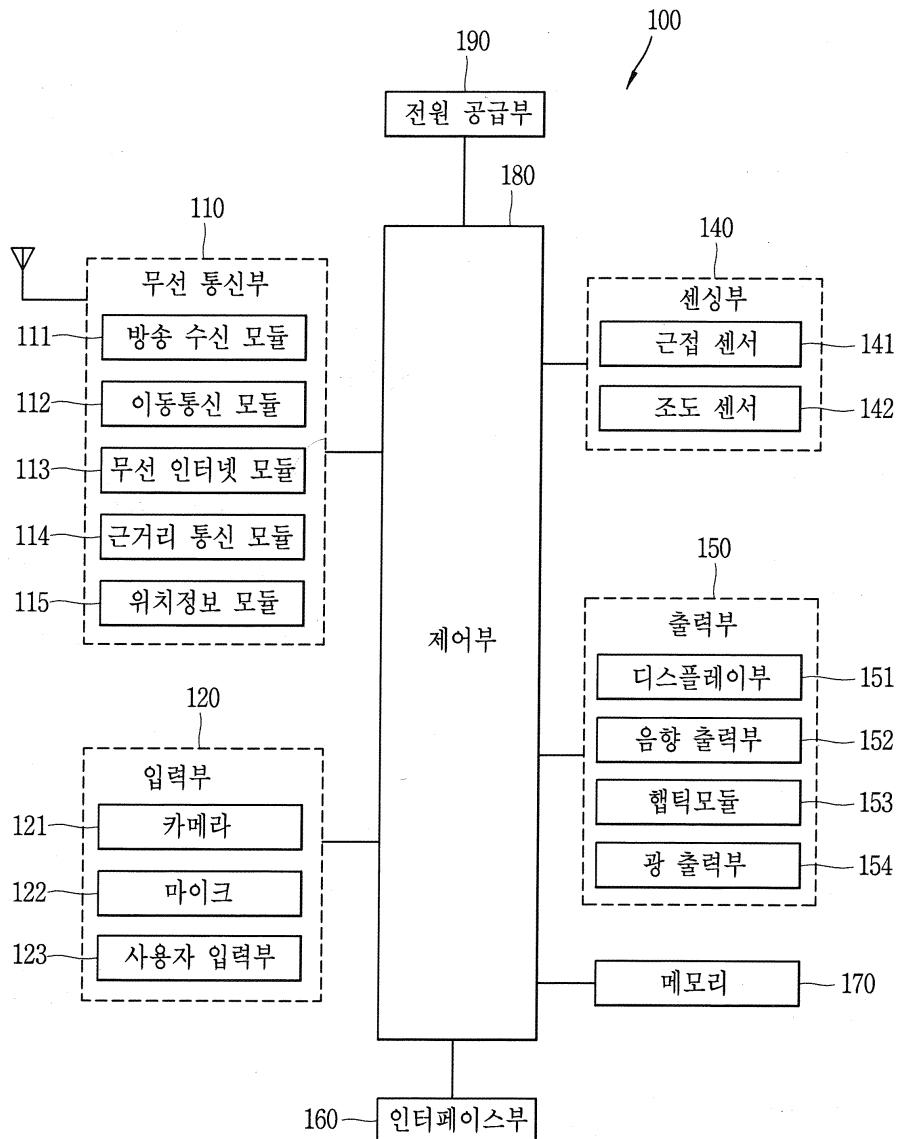 100
190
전원 공급부
180
110
무선 통신부
111 방송 수신 모듈
112 이동통신 모듈
113 무선 인터넷 모듈
114 근거리 통신 모듈
115 위치정보 모듈
120
입력부
121 카메라
122 마이크
123 사용자 입력부
제어부
140
센싱부
근접 센서 141
조도 센서 142
150
출력부
디스플레이부 151
음향 출력부 152
햅틱모듈 153
광 출력부 154
메모리 170
160 인터페이스부